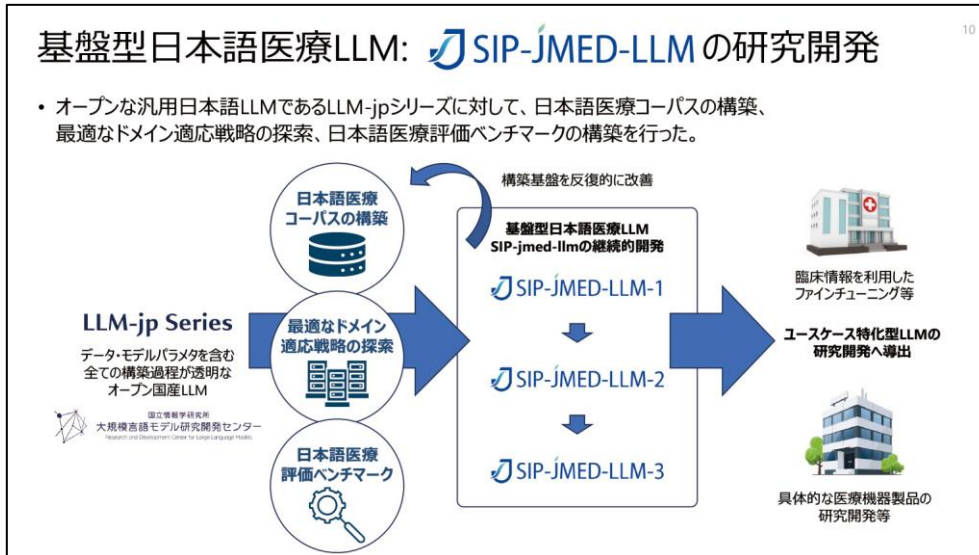 10
基盤型日本語医療LLM: SIP-JMED-LLMの研究開発
• オープンな汎用日本語LLMであるLLM-jpシリーズに対して、日本語医療コーパスの構築、
最適なドメイン適応戦略の探索、日本語医療評価ベンチマークの構築を行った。
LLM-jp Series
データ・モデルパラメタを含む
全ての構築過程が透明な
オープン国産LLM
国立情報学研究所
大規模言語モデル研究開発センター
Research and Development Center for Large Language Models
日本語医療
コーパスの構築
最適なドメイン
適応戦略の探索
日本語医療
評価ベンチマーク
構築基盤を反復的に改善
基盤型日本語医療LLM
SIP-jmed-llmの継続的開発
SIP-JMED-LLM-1
SIP-JMED-LLM-2
SIP-JMED-LLM-3
臨床情報を利用した
ファインチューニング等
ユースケース特化型LLMの
研究開発へ導出
具体的な医療機器製品の
研究開発等